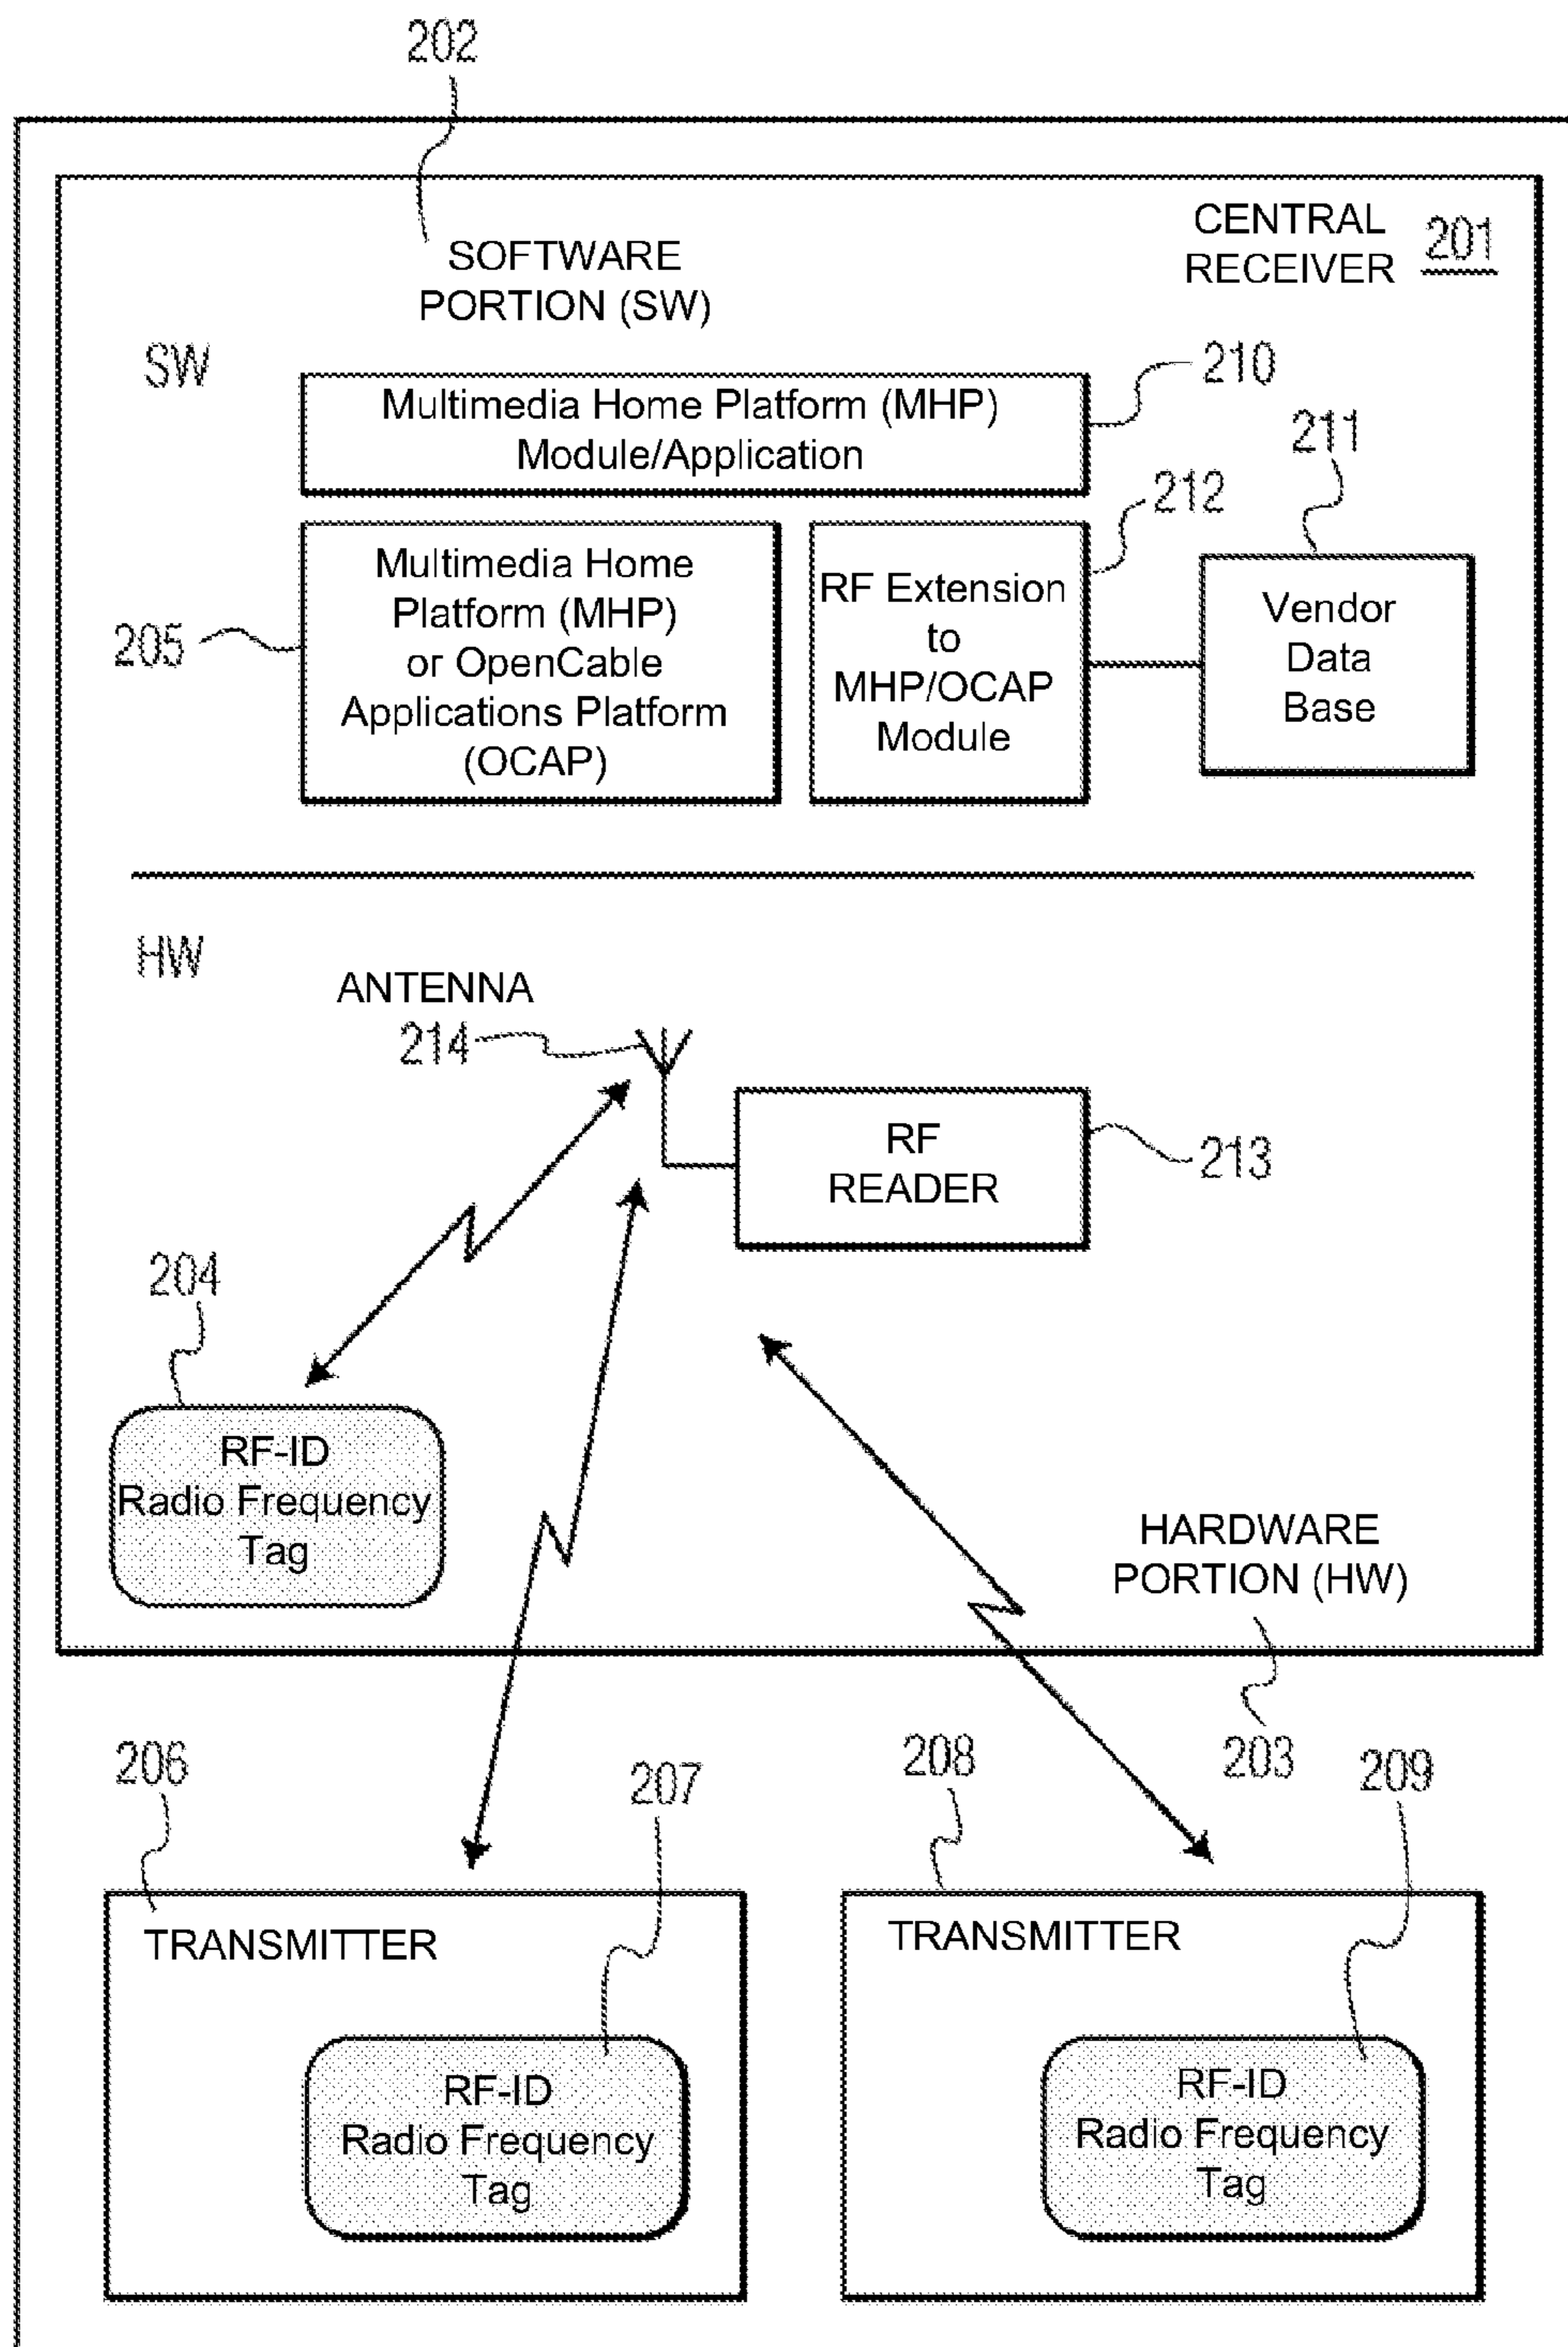 202
SOFTWARE
PORTION (SW)
CENTRAL
RECEIVER 201
SW
210
Multimedia Home Platform (MHP)
Module/Application
211
212
205
Multimedia Home
Platform (MHP)
or OpenCable
Applications Platform
(OCAP)
RF Extension
to
MHP/OCAP
Module
Vendor
Data
Base
HW
ANTENNA
214
RF
READER
213
204
RF-ID
Radio Frequency
Tag
HARDWARE
PORTION (HW)
203
206
207
TRANSMITTER
RF-ID
Radio Frequency
Tag
208
209
TRANSMITTER
RF-ID
Radio Frequency
Tag